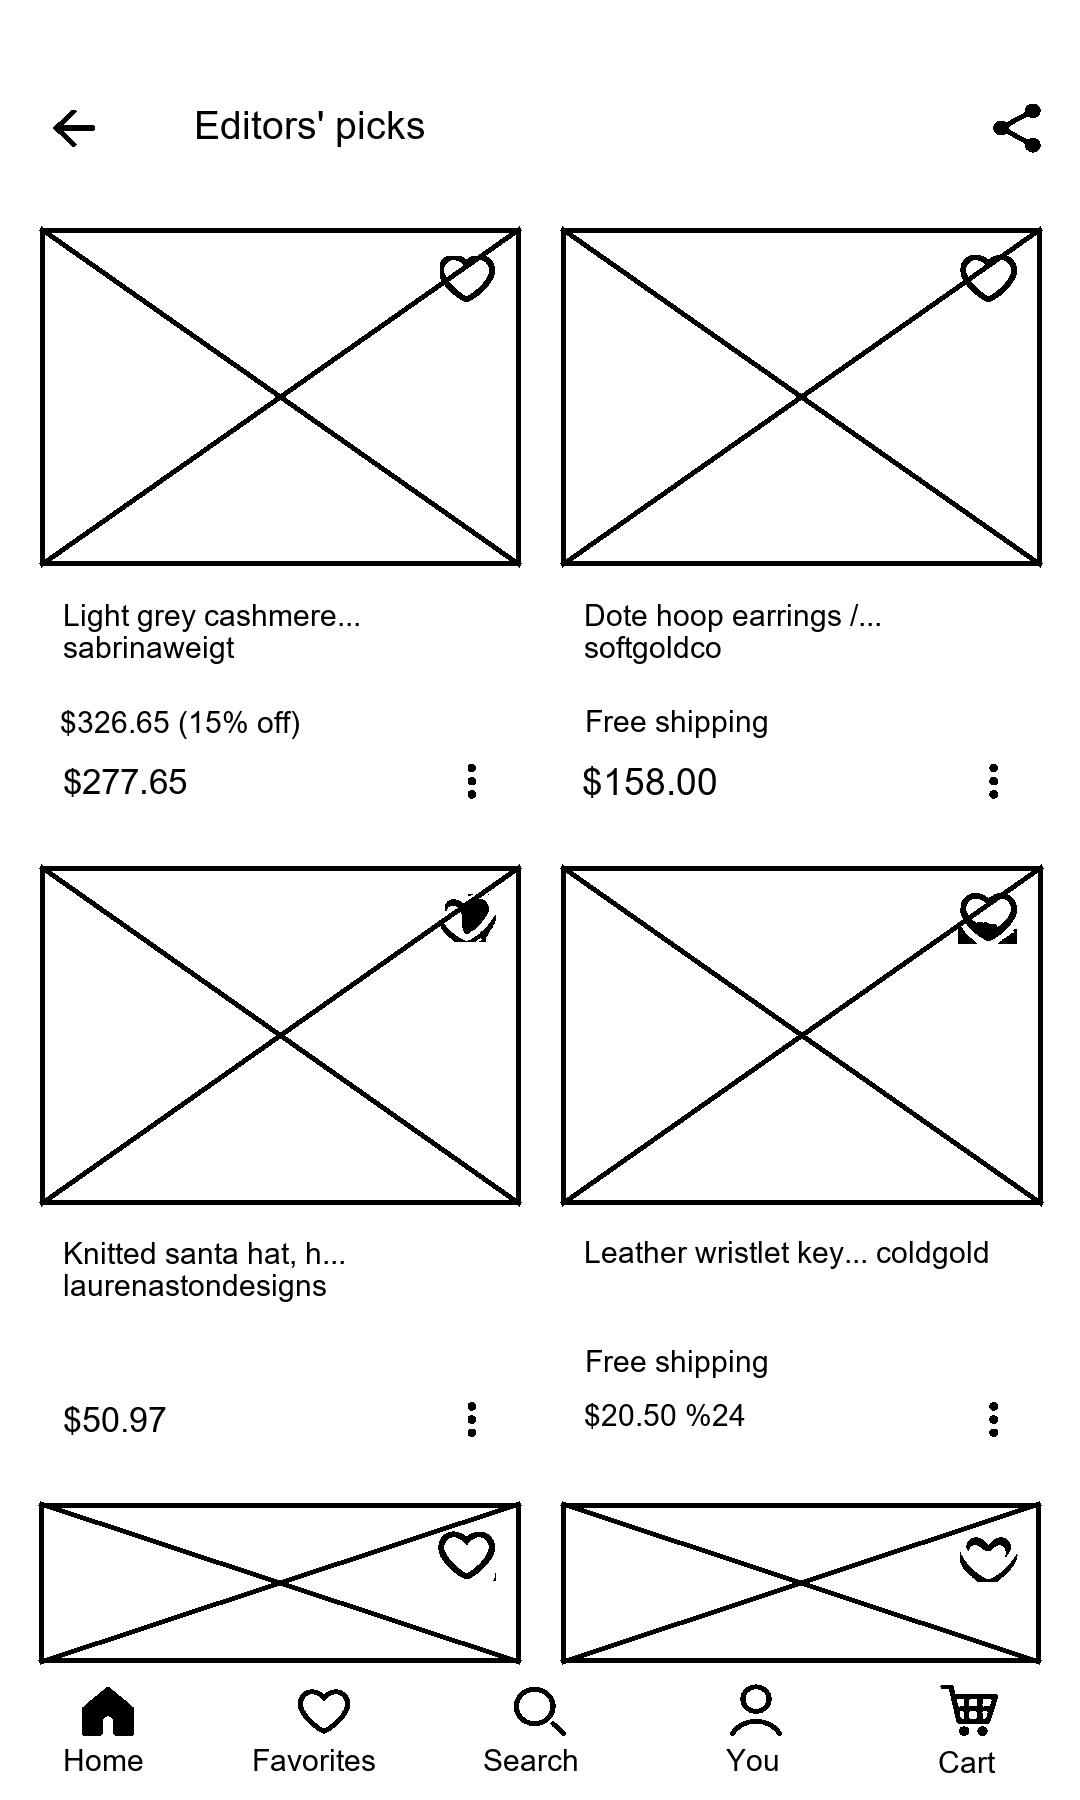 Editors' picks
Light grey cashmere...
sabrinaweigt
$326.65 (15% off)
$277.65
Dote hoop earrings /...
softgoldco
Free shipping
$158.00
Knitted santa hat, h...
laurenastondesigns
$50.97
Leather wristlet key... coldgold
Free shipping
$20.50 %24
Home
Favorites
Search
You
Cart